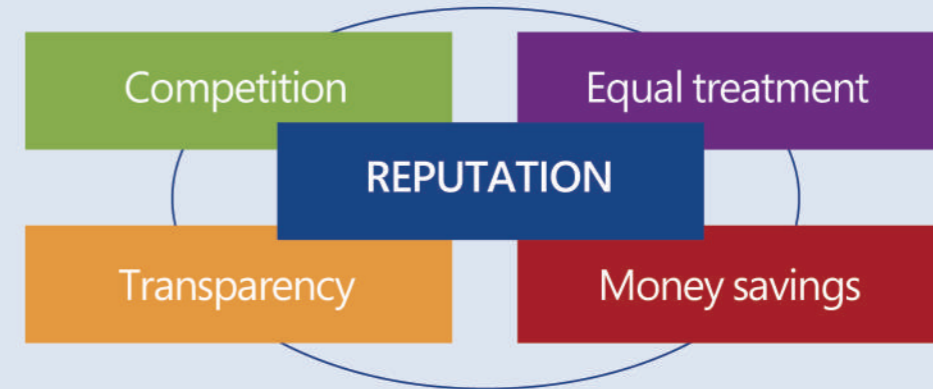 Competition
Equal treatment
REPUTATION
Transparency
Money savings